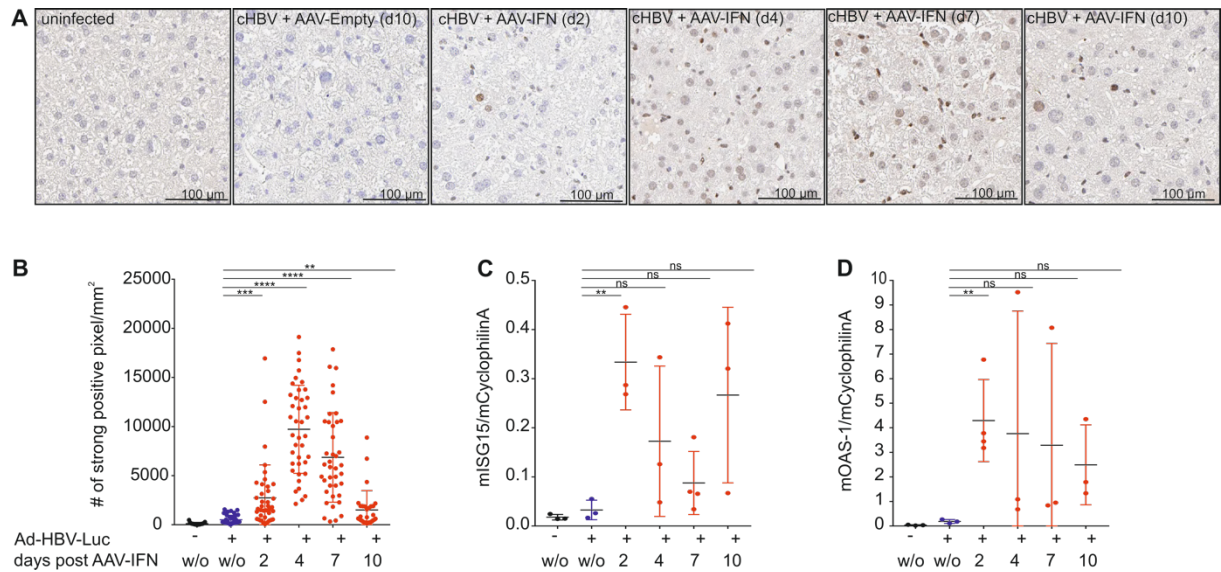 A
uninfected
cHBV + AAV-Empty (d10)
cHBV + AAV-IFN (d2)
cHBV + AAV-IFN (d4)
cHBV + AAV-IFN (d7)
cHBV + AAV-IFN (d10)
100 µm
100 µm
100 µm
100 µm
100 µm
100 µm
B
# of strong positive pixel/mm²
25000
20000
15000
10000
5000
0
**
****
****
***
Ad-HBV-Luc - + + + + +
days post AAV-IFN w/o w/o 2 4 7 10
C
mISG15/mCyclophilinA
0.5
0.4
0.3
0.2
0.1
0.0
ns
ns
ns
**
- + + + + +
w/o w/o 2 4 7 10
D
mOAS-1/mCyclophilinA
10
9
8
7
6
5
4
3
2
1
0
ns
ns
ns
**
- + + + + +
w/o w/o 2 4 7 10